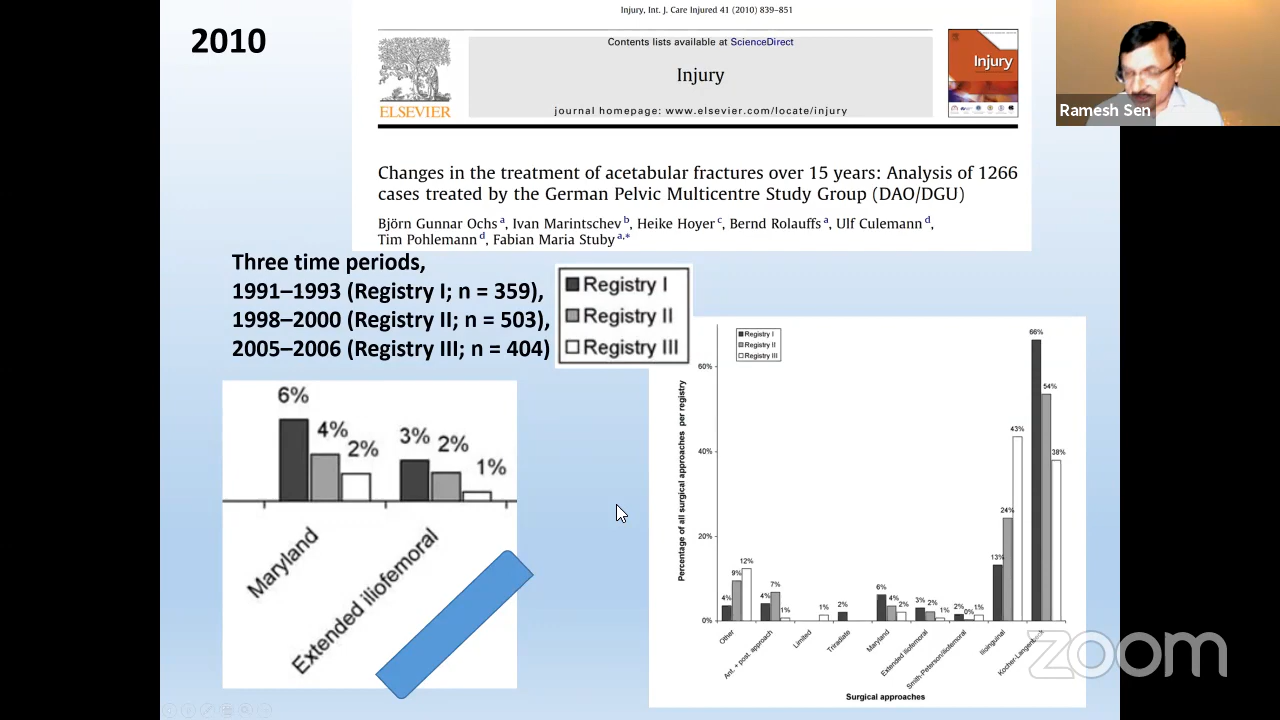 2010
Injury, Int. J. Care Injured 41 (2010) 839–851
Contents lists available at ScienceDirect
Injury
journal homepage: www.elsevier.com/locate/injury
ELSEVIER
Injury
Ramesh Sen
Changes in the treatment of acetabular fractures over 15 years: Analysis of 1266
cases treated by the German Pelvic Multicentre Study Group (DAO/DGU)
Björn Gunnar Ochs a, Ivan Marintschev b, Heike Hoyer c, Bernd Rolauffs a, Ulf Culemann d,
Tim Pohlemann d, Fabian Maria Stuby a,*
Three time periods,
1991–1993 (Registry I; n = 359),
1998–2000 (Registry II; n = 503),
2005–2006 (Registry III; n = 404)
Registry I
Registry II
Registry III
6%
4%
2%
3%
2%
1%
Maryland
Extended iliofemoral
Registry I
Registry II
Registry III
Percentage of all surgical approaches per registry
60%
40%
20%
0%
4%
9%
12%
4%
7%
1%
1%
2%
6%
4%
2%
3%
2%
1%
2%
0%
1%
13%
24%
43%
66%
54%
38%
Other
Ant. + post. approach
Limited
Triradiate
Maryland
Extended iliofemoral
Smith-Peterson/iliofemoral
Ilioinguinal
Kocher-Langenbeck
Surgical approaches
zoom